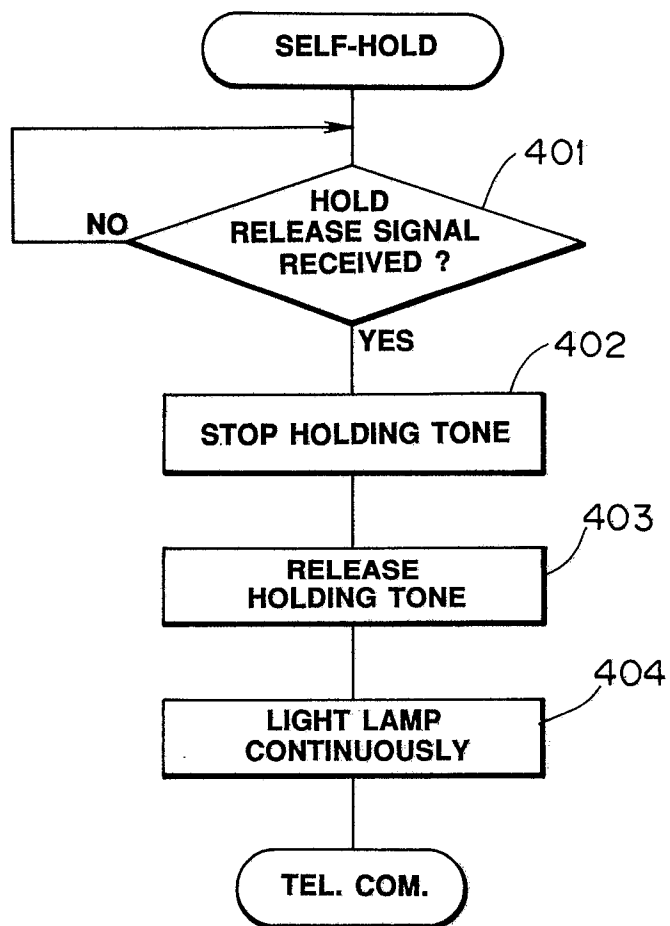 SELF-HOLD
401
HOLD
RELEASE SIGNAL
RECEIVED ?
NO
YES
402
STOP HOLDING TONE
403
RELEASE
HOLDING TONE
404
LIGHT LAMP
CONTINUOUSLY
TEL. COM.